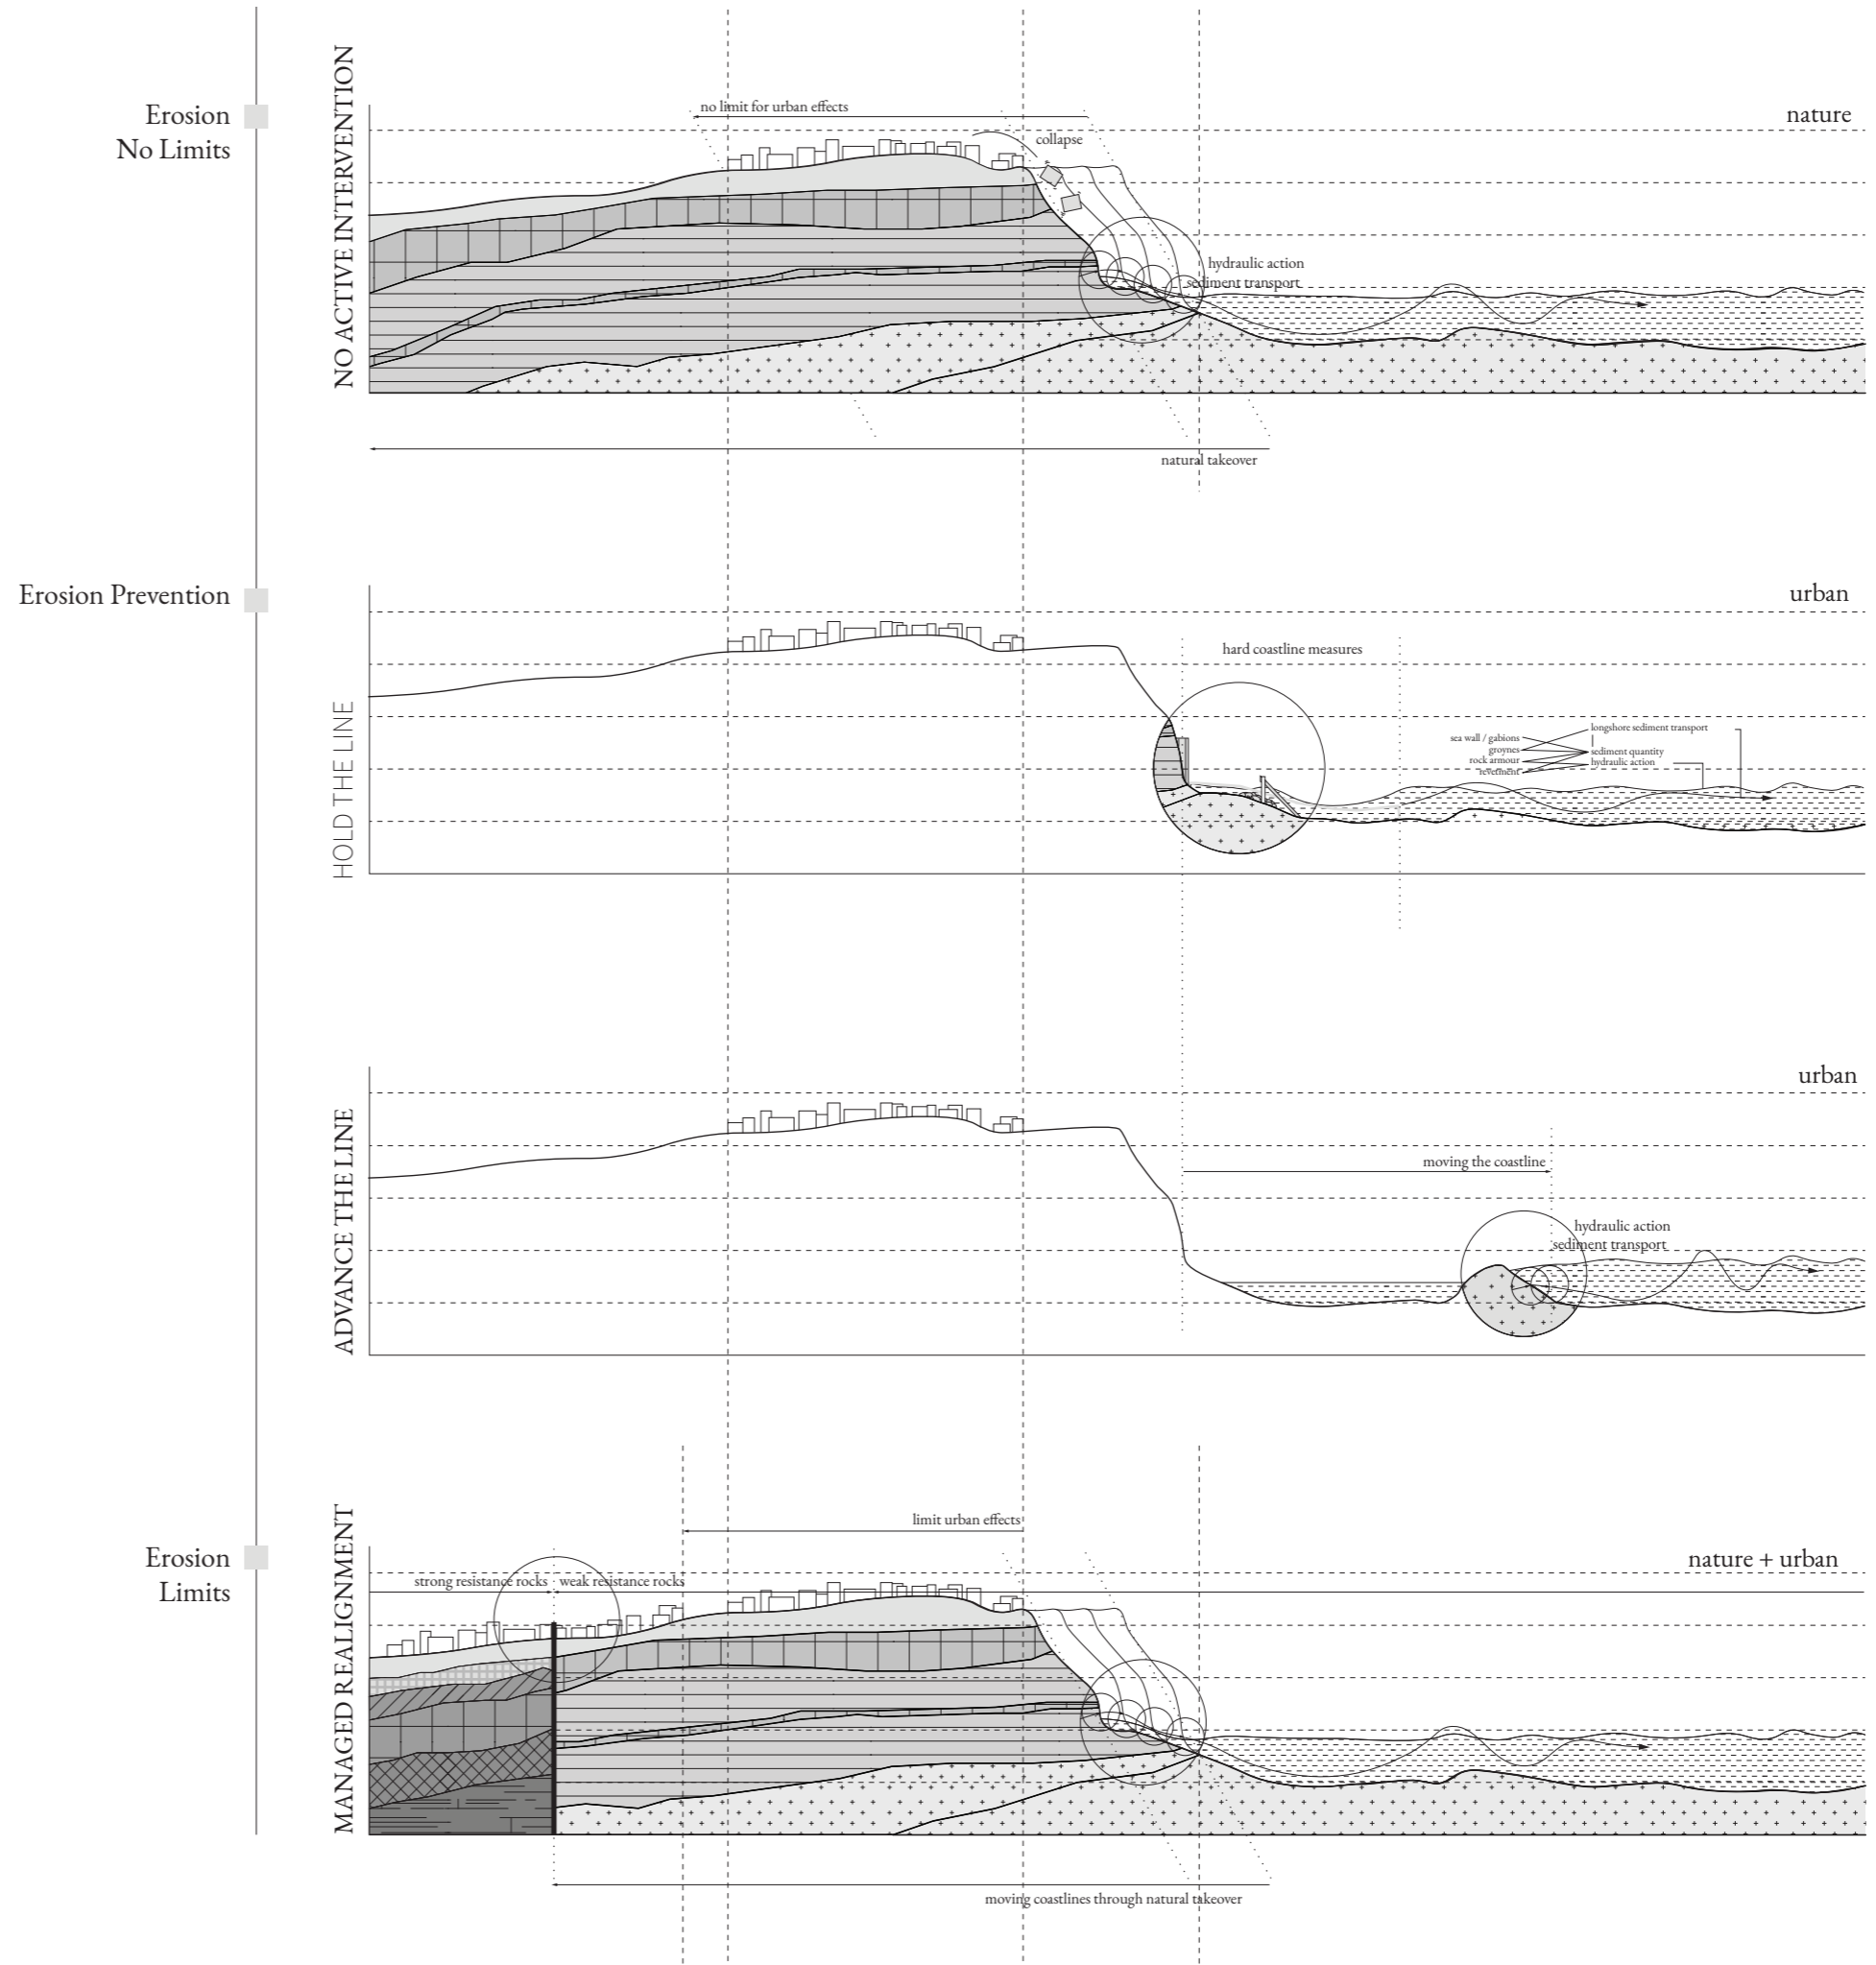 Erosion
No Limits
NO ACTIVE INTERVENTION
no limit for urban effects
collapse
nature
hydraulic action
sediment transport
natural takeover
Erosion Prevention
HOLD THE LINE
urban
hard coastline measures
sea wall / gabions
groynes
rock armour
revetment
longshore sediment transport
sediment quantity
hydraulic action
ADVANCE THE LINE
urban
moving the coastline
hydraulic action
sediment transport
Erosion
Limits
MANAGED REALIGNMENT
limit urban effects
nature + urban
strong resistance rocks
weak resistance rocks
moving coastlines through natural takeover